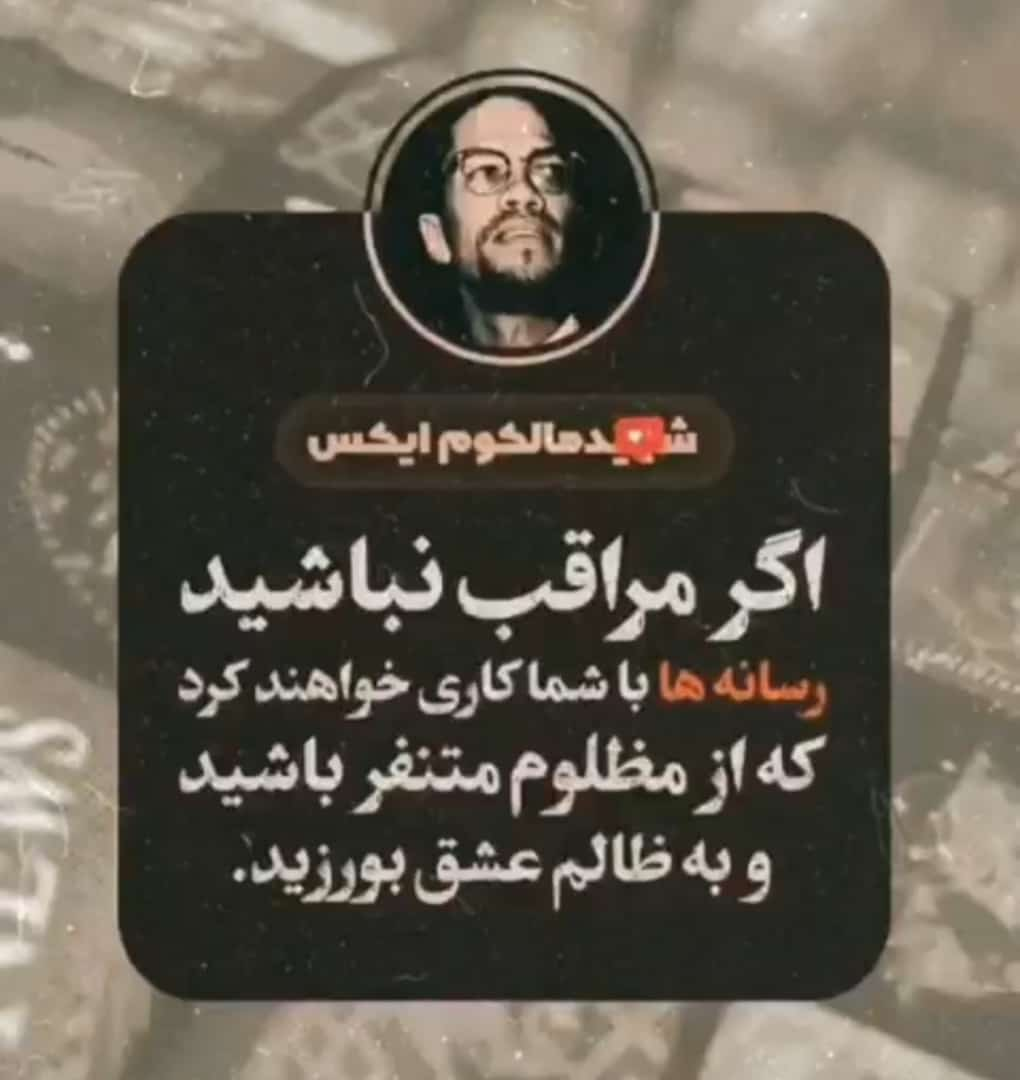 شهیدمالکوم ایکس
اگر مراقب نباشید
رسانه ها با شما کاری خواهند کرد
که از مظلوم متنفر باشید
و به ظالم عشق بورزید.